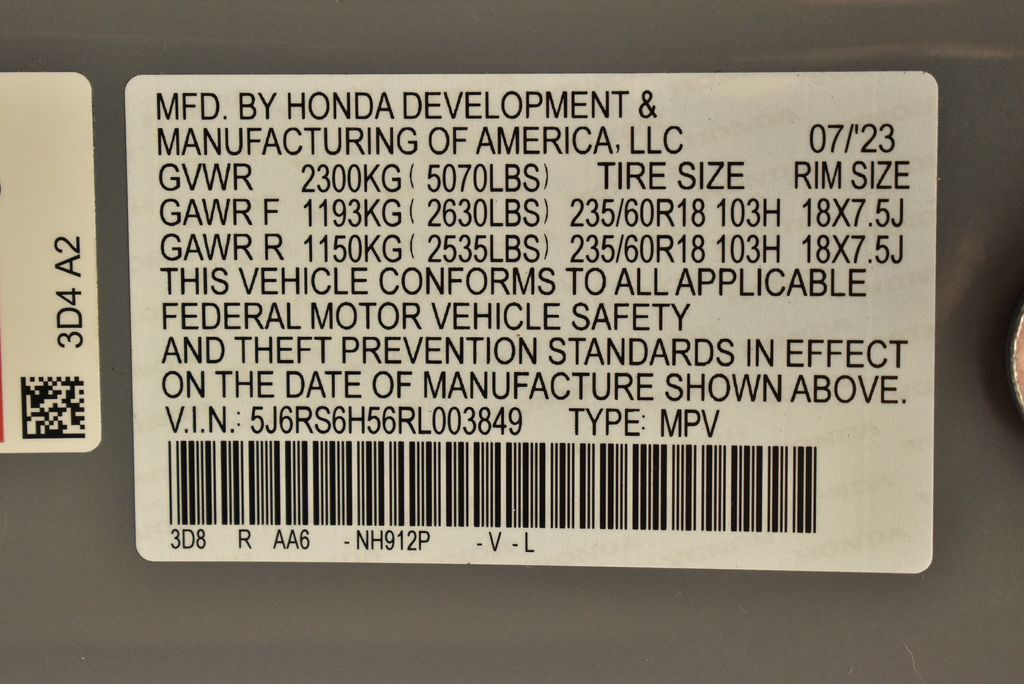 MFD. BY HONDA DEVELOPMENT &
MANUFACTURING OF AMERICA, LLC 07/'23
GVWR 2300KG ( 5070LBS) TIRE SIZE RIM SIZE
GAWR F 1193KG ( 2630LBS) 235/60R18 103H 18X7.5J
GAWR R 1150KG ( 2535LBS) 235/60R18 103H 18X7.5J
THIS VEHICLE CONFORMS TO ALL APPLICABLE
FEDERAL MOTOR VEHICLE SAFETY
AND THEFT PREVENTION STANDARDS IN EFFECT
ON THE DATE OF MANUFACTURE SHOWN ABOVE.
V.I.N.: 5J6RS6H56RL003849 TYPE: MPV
3D8 R AA6 - NH912P - V - L
3D4 A2